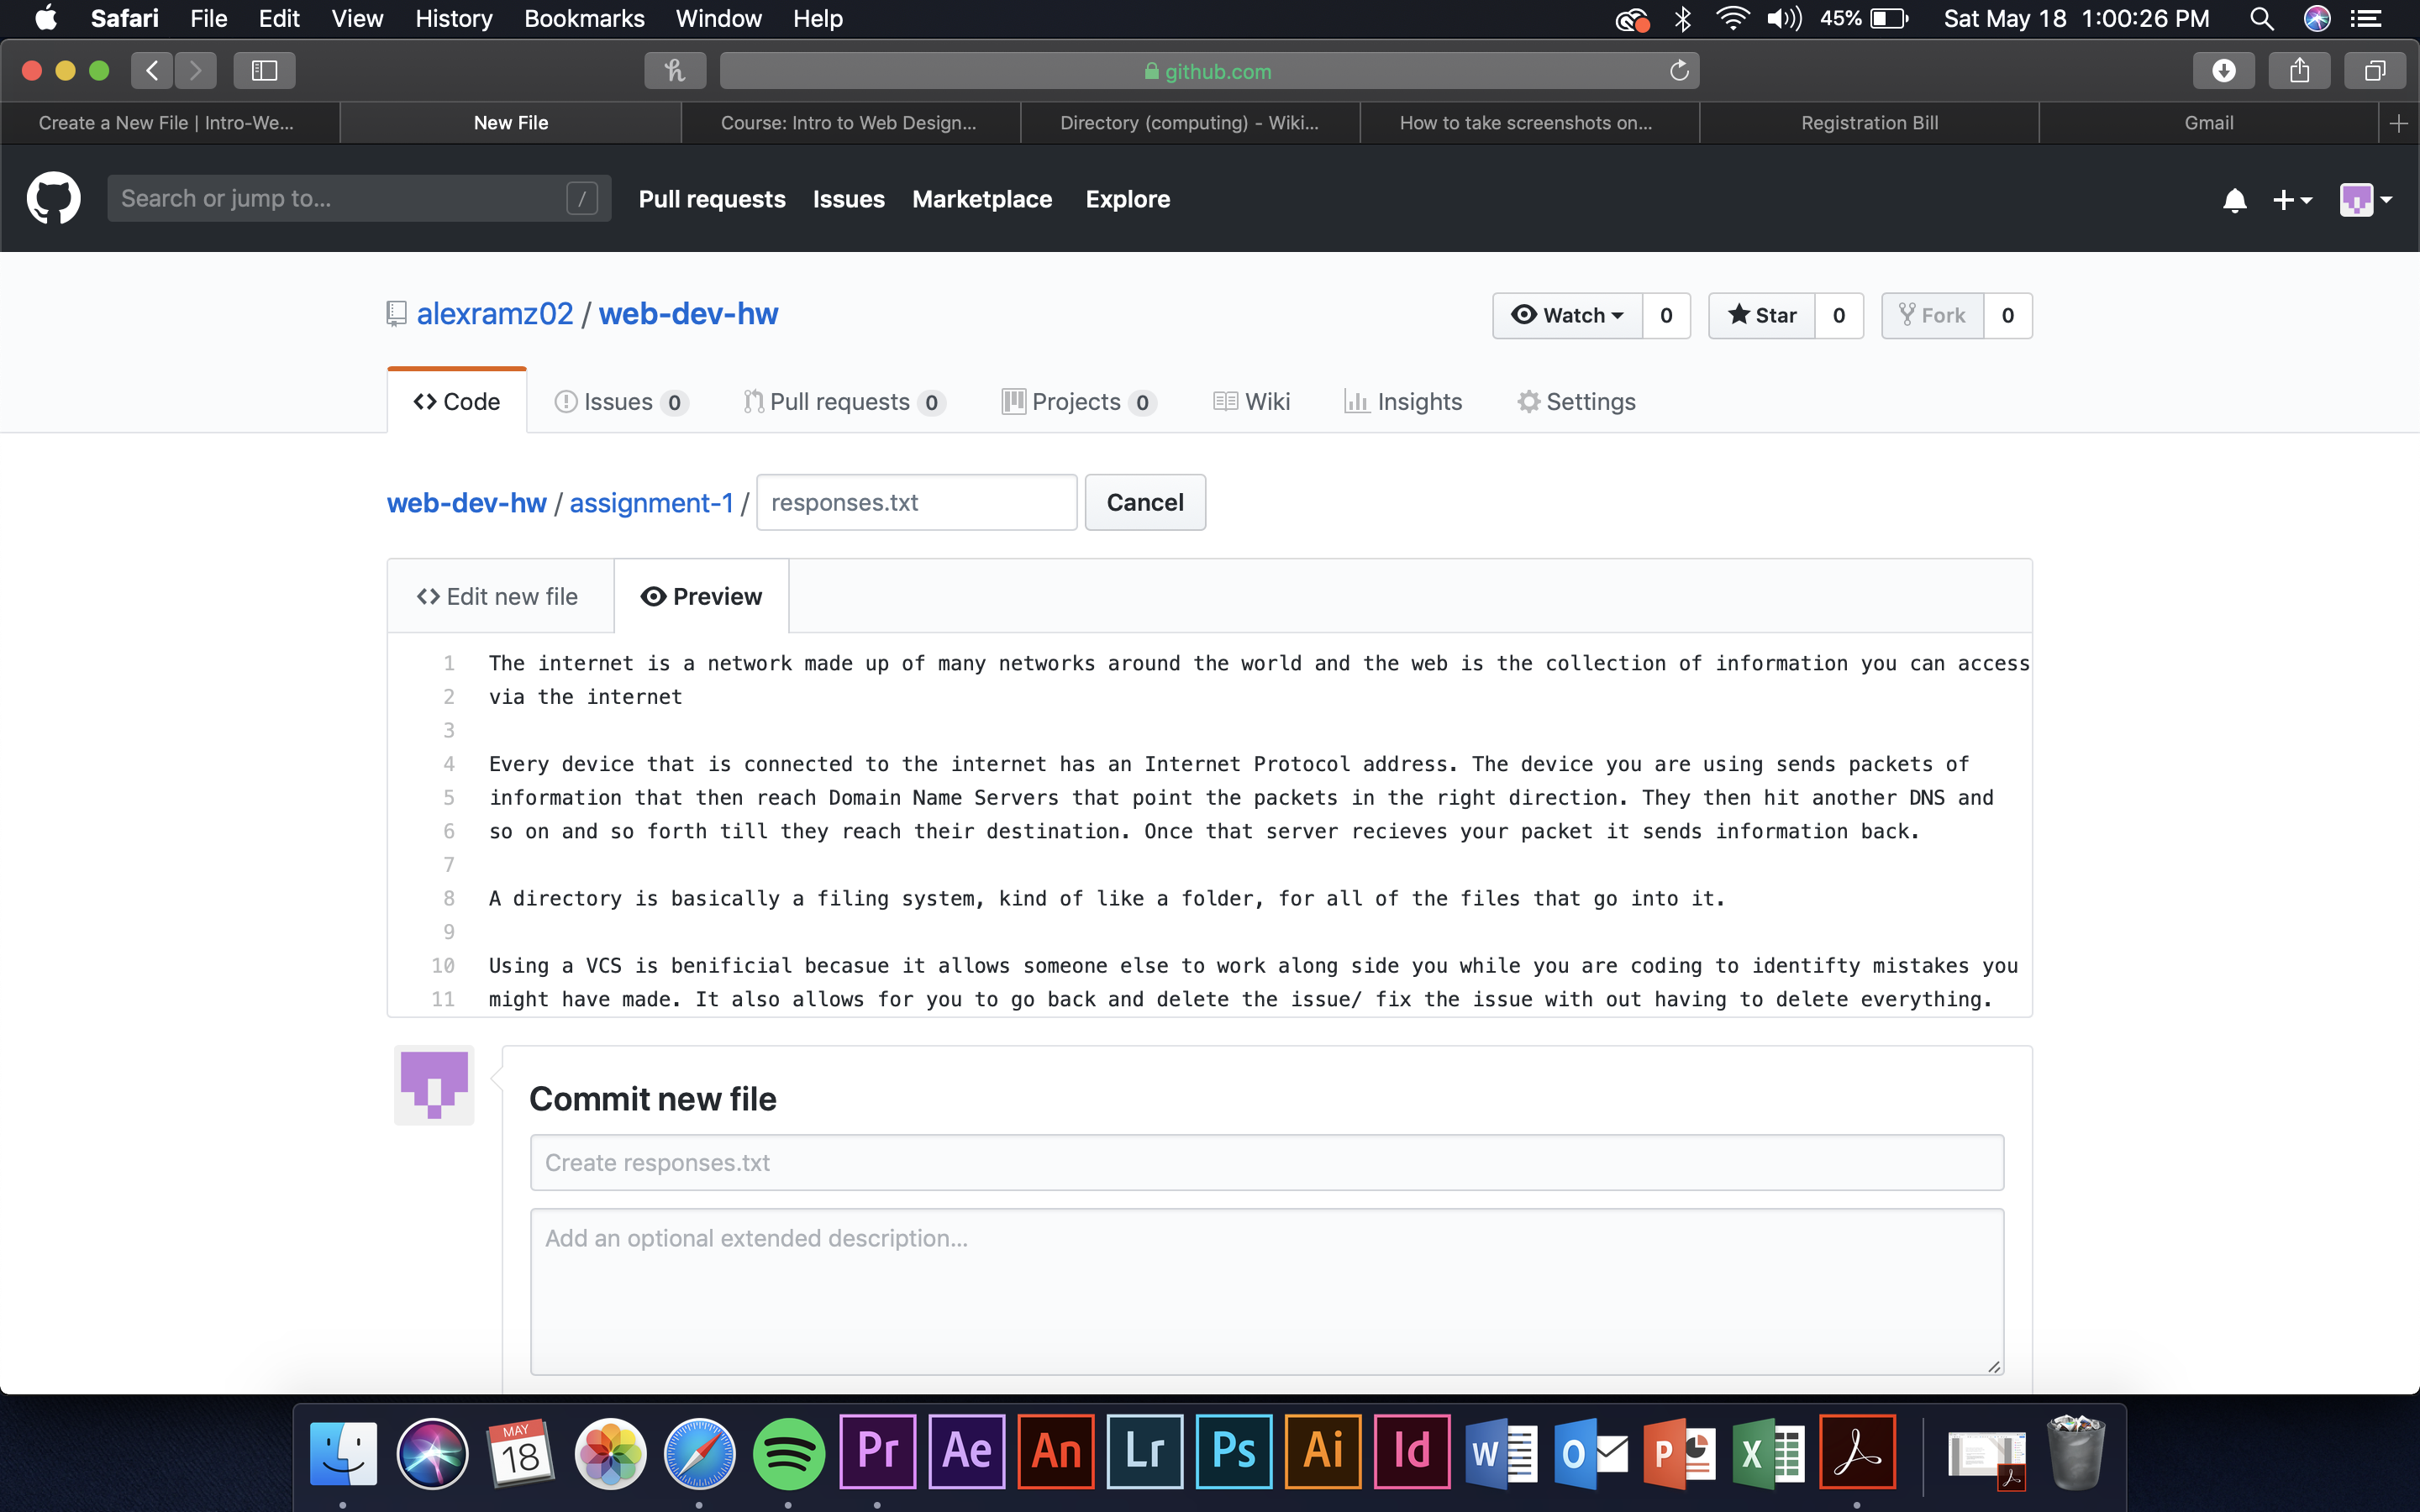 Safari File Edit View History Bookmarks Window Help 45% Sat May 18 1:00:26 PM
github.com
Create a New File | Intro-We... New File Course: Intro to Web Design... Directory (computing) - Wiki... How to take screenshots on... Registration Bill Gmail
Search or jump to... / Pull requests Issues Marketplace Explore
alexramz02 / web-dev-hw Watch 0 Star 0 Fork 0
Code Issues 0 Pull requests 0 Projects 0 Wiki Insights Settings
web-dev-hw / assignment-1 / responses.txt Cancel
Edit new file Preview
1 The internet is a network made up of many networks around the world and the web is the collection of information you can access
2 via the internet
3
4 Every device that is connected to the internet has an Internet Protocol address. The device you are using sends packets of
5 information that then reach Domain Name Servers that point the packets in the right direction. They then hit another DNS and
6 so on and so forth till they reach their destination. Once that server recieves your packet it sends information back.
7
8 A directory is basically a filing system, kind of like a folder, for all of the files that go into it.
9
10 Using a VCS is benificial becasue it allows someone else to work along side you while you are coding to identifty mistakes you
11 might have made. It also allows for you to go back and delete the issue/ fix the issue with out having to delete everything.
Commit new file
Create responses.txt
Add an optional extended description...
MAY 18 Pr Ae An Lr Ps Ai Id W O P X